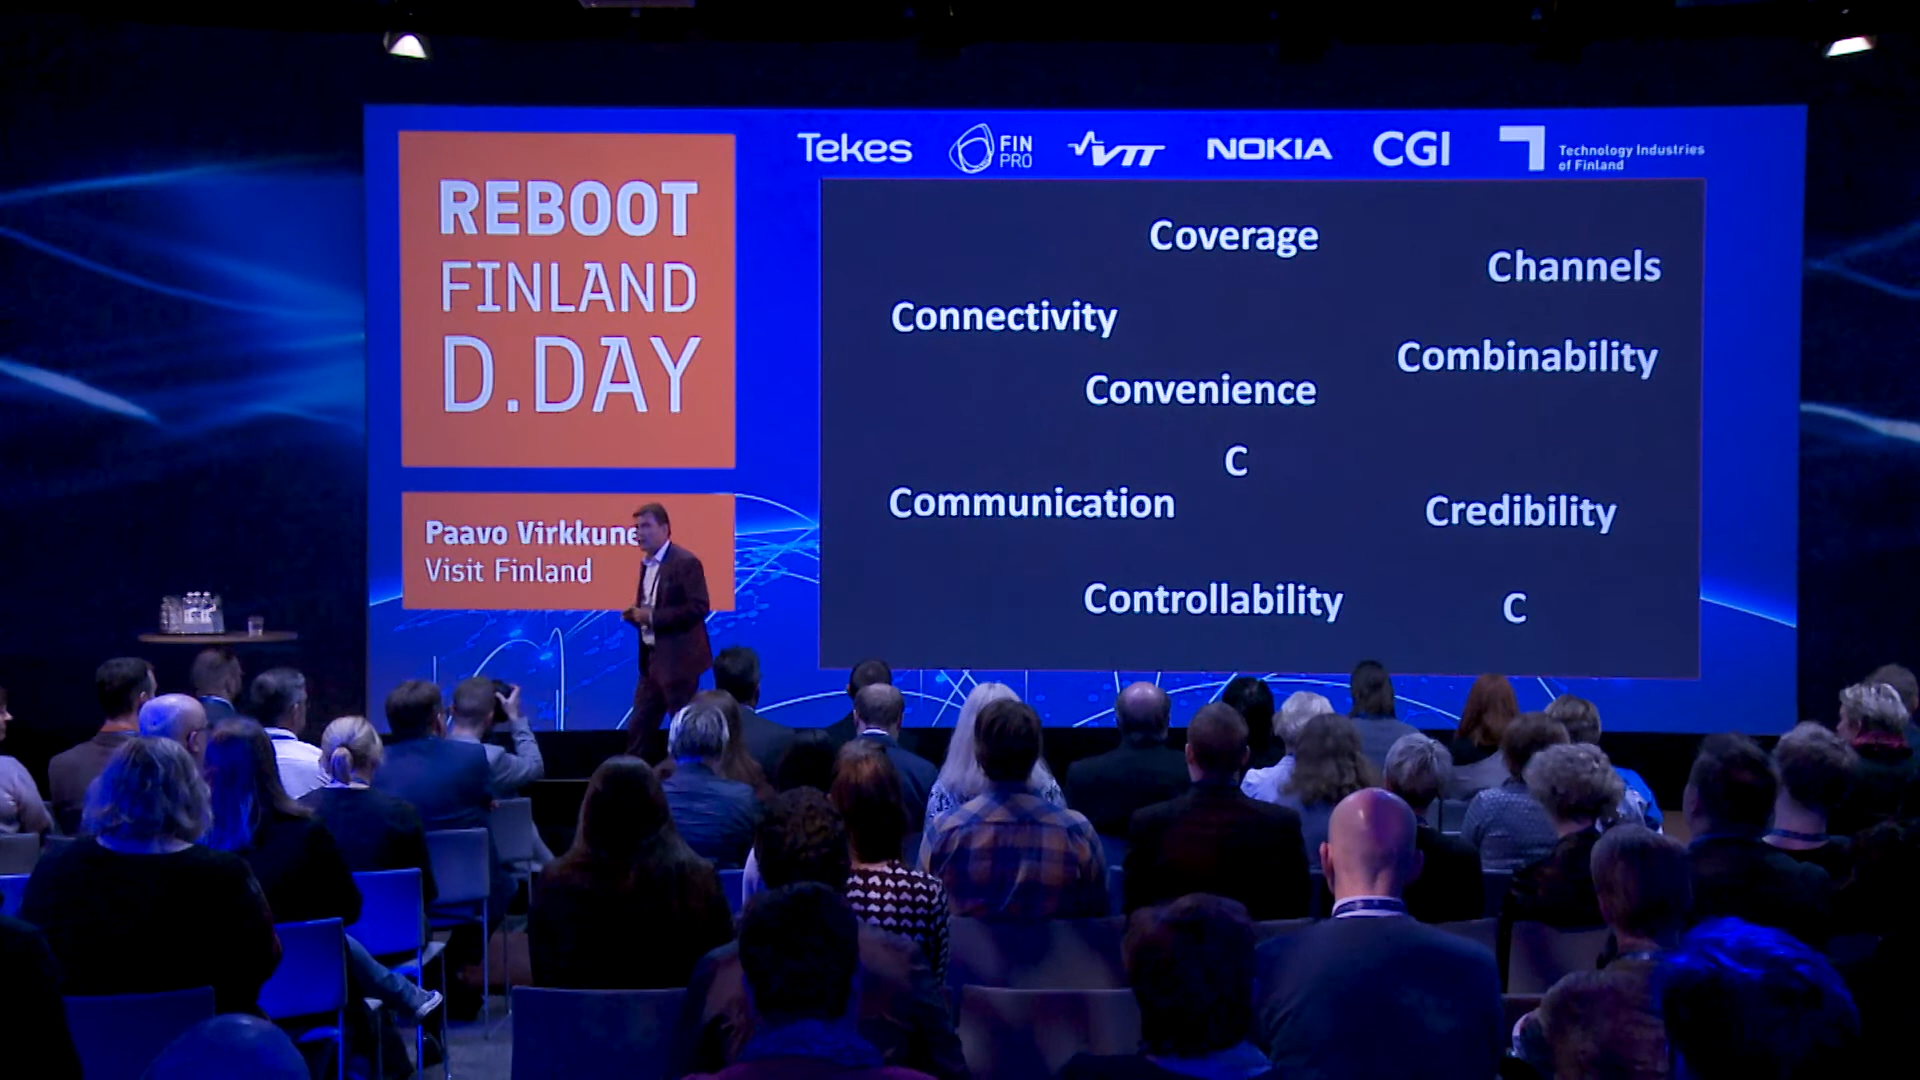 REBOOT
FINLAND
D.DAY
Paavo Virkkune
Visit Finland
Tekes
FIN
PRO
VTT
NOKIA
CGI
Technology Industries
of Finland
Coverage
Channels
Connectivity
Combinability
Convenience
C
Communication
Credibility
Controllability
C